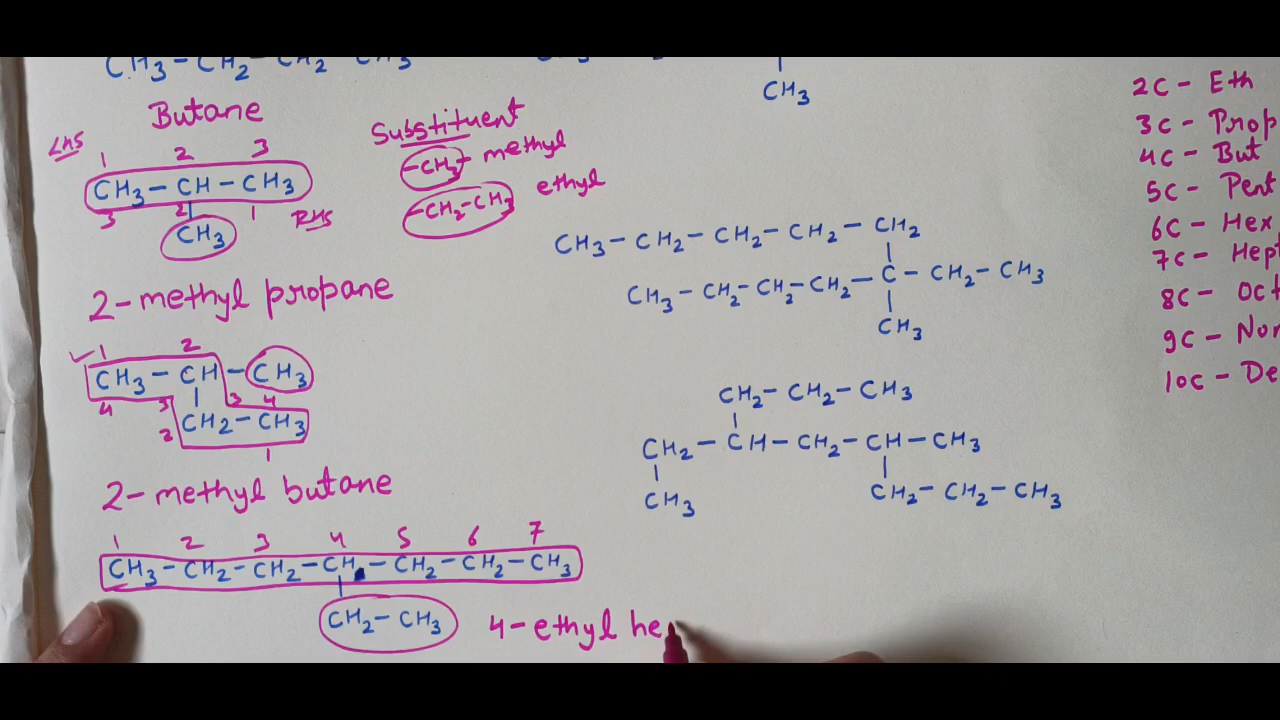 CH3 - CH2 CH2 CH3
CH3
Butane
LHS
1 2 3
CH3 - CH - CH3
3 2 1 RHS
CH3
2-methyl propane
1 2
CH3 - CH - CH3
4 3 3 4
2 CH2 - CH3
1
2-methyl butane
1 2 3 4 5 6 7
CH3 - CH2 - CH2 - CH - CH2 - CH2 - CH3
CH2 - CH3
4-ethyl he
Substituent
-CH3 - methyl
-CH2-CH3 ethyl
CH3 - CH2 - CH2 - CH2 - CH2
CH3 - CH2 - CH2 - CH2 - C - CH2 - CH3
CH3
CH2 - CH2 - CH3
CH2 - CH - CH2 - CH - CH3
CH3 CH2 - CH2 - CH3
2C - Eth
3C - Prop
4C - But
5C - Pent
6C - Hex
7C - Hept
8C - Oct
9C - Non
10C - De